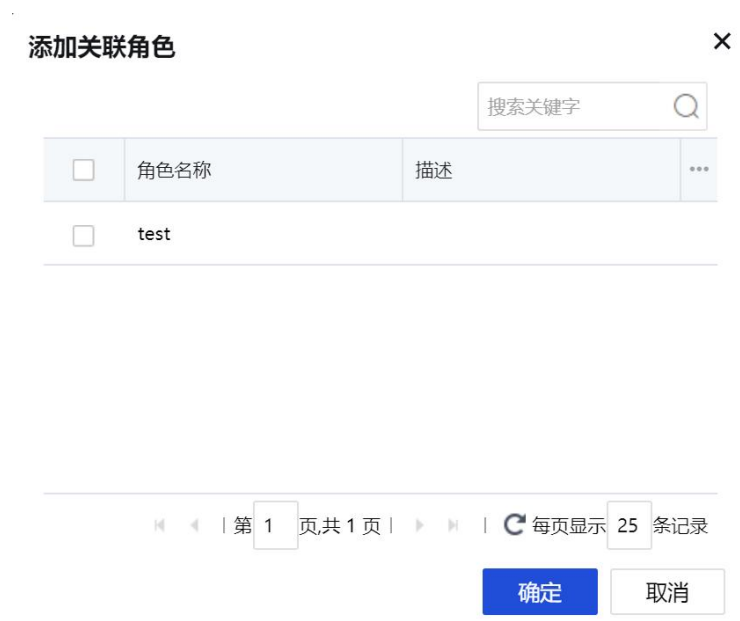 添加关联角色
搜索关键字
角色名称 描述
test
第 1 页,共 1 页 每页显示 25 条记录
确定 取消